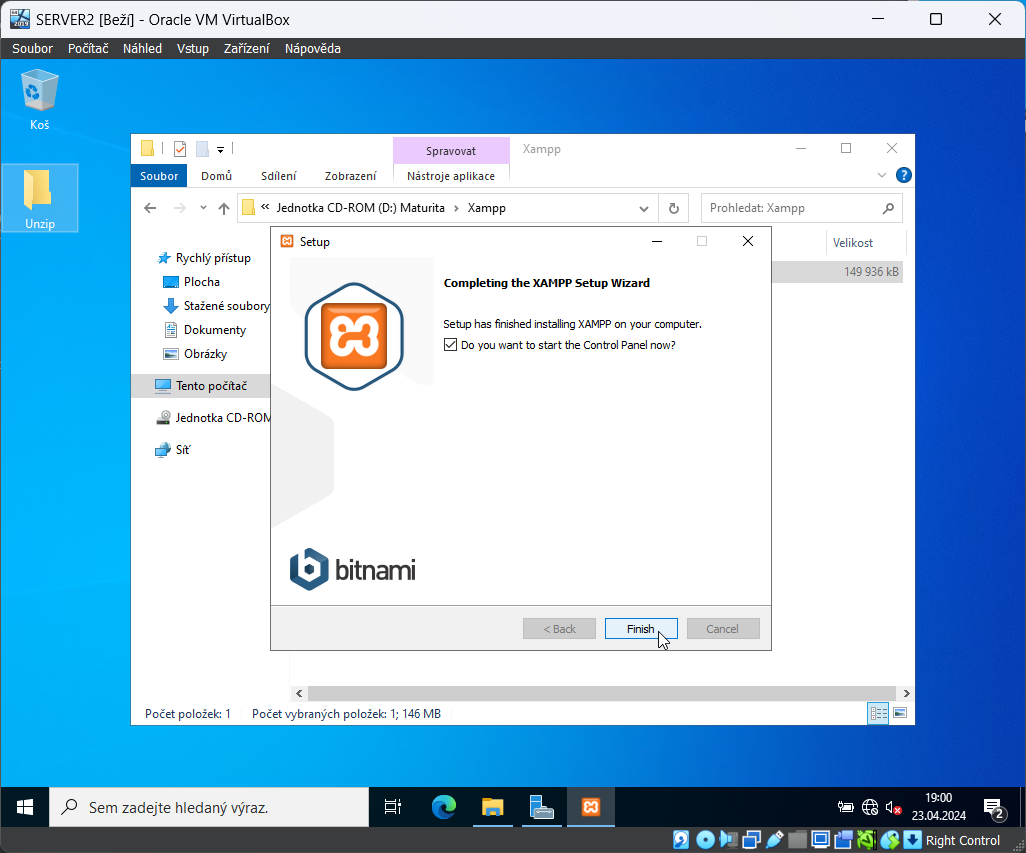 SERVER2 [Beží] - Oracle VM VirtualBox
Soubor Počítač Náhled Vstup Zařízení Nápověda
Koš
Unzip
Spravovat Xampp
Soubor Domů Sdílení Zobrazení Nástroje aplikace
« Jednotka CD-ROM (D:) Maturita > Xampp
Prohledat: Xampp
Velikost
149 936 kB
Rychlý přístup
Plocha
Stažené soubory
Dokumenty
Obrázky
Tento počítač
Jednotka CD-ROM
Síť
Setup
Completing the XAMPP Setup Wizard
Setup has finished installing XAMPP on your computer.
Do you want to start the Control Panel now?
bitnami
< Back Finish Cancel
Počet položek: 1 Počet vybraných položek: 1; 146 MB
Sem zadejte hledaný výraz.
19:00
23.04.2024
2
Right Control